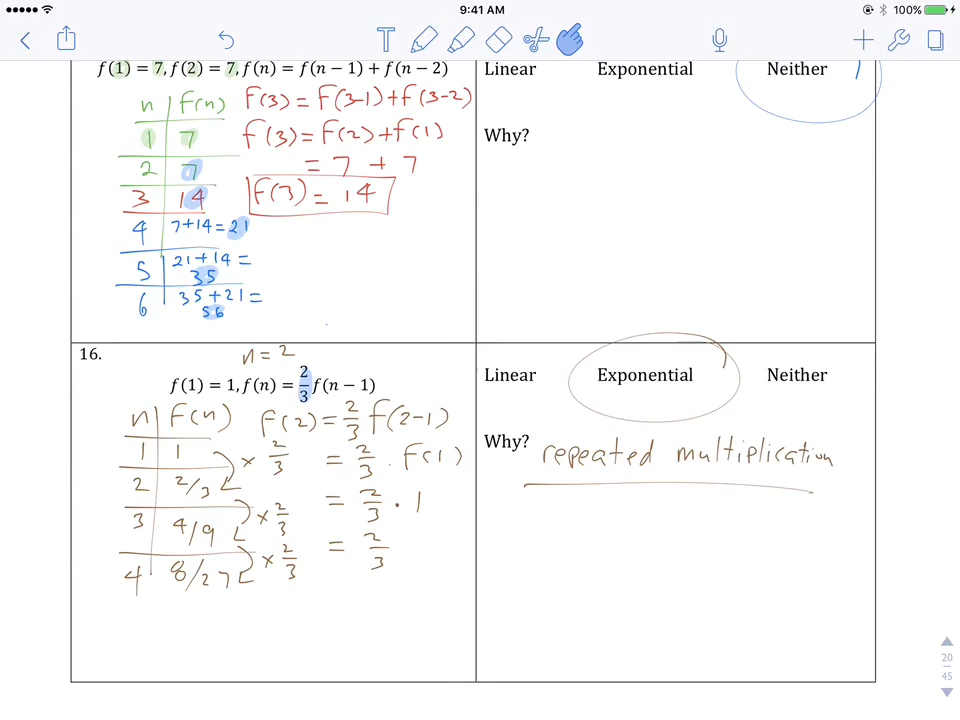 9:41 AM
100%
T
f(1) = 7, f(2) = 7, f(n) = f(n − 1) + f(n − 2)
Linear Exponential Neither
n f(n)
1 7
2 7
3 14
4 7+14=21
5 21+14=
35
6 35+21=
56
f(3) = f(3-1)+f(3-2)
f(3) = f(2)+f(1)
= 7 + 7
f(3) = 14
Why?
16.
n = 2
f(1) = 1, f(n) = 2/3 f(n − 1)
Linear Exponential Neither
n f(n)
1 1
2 2/3
3 4/9
4 8/27
× 2/3
× 2/3
× 2/3
f(2) = 2/3 f(2-1)
= 2/3 · f(1)
= 2/3 · 1
= 2/3
Why? repeated multiplication
20
45